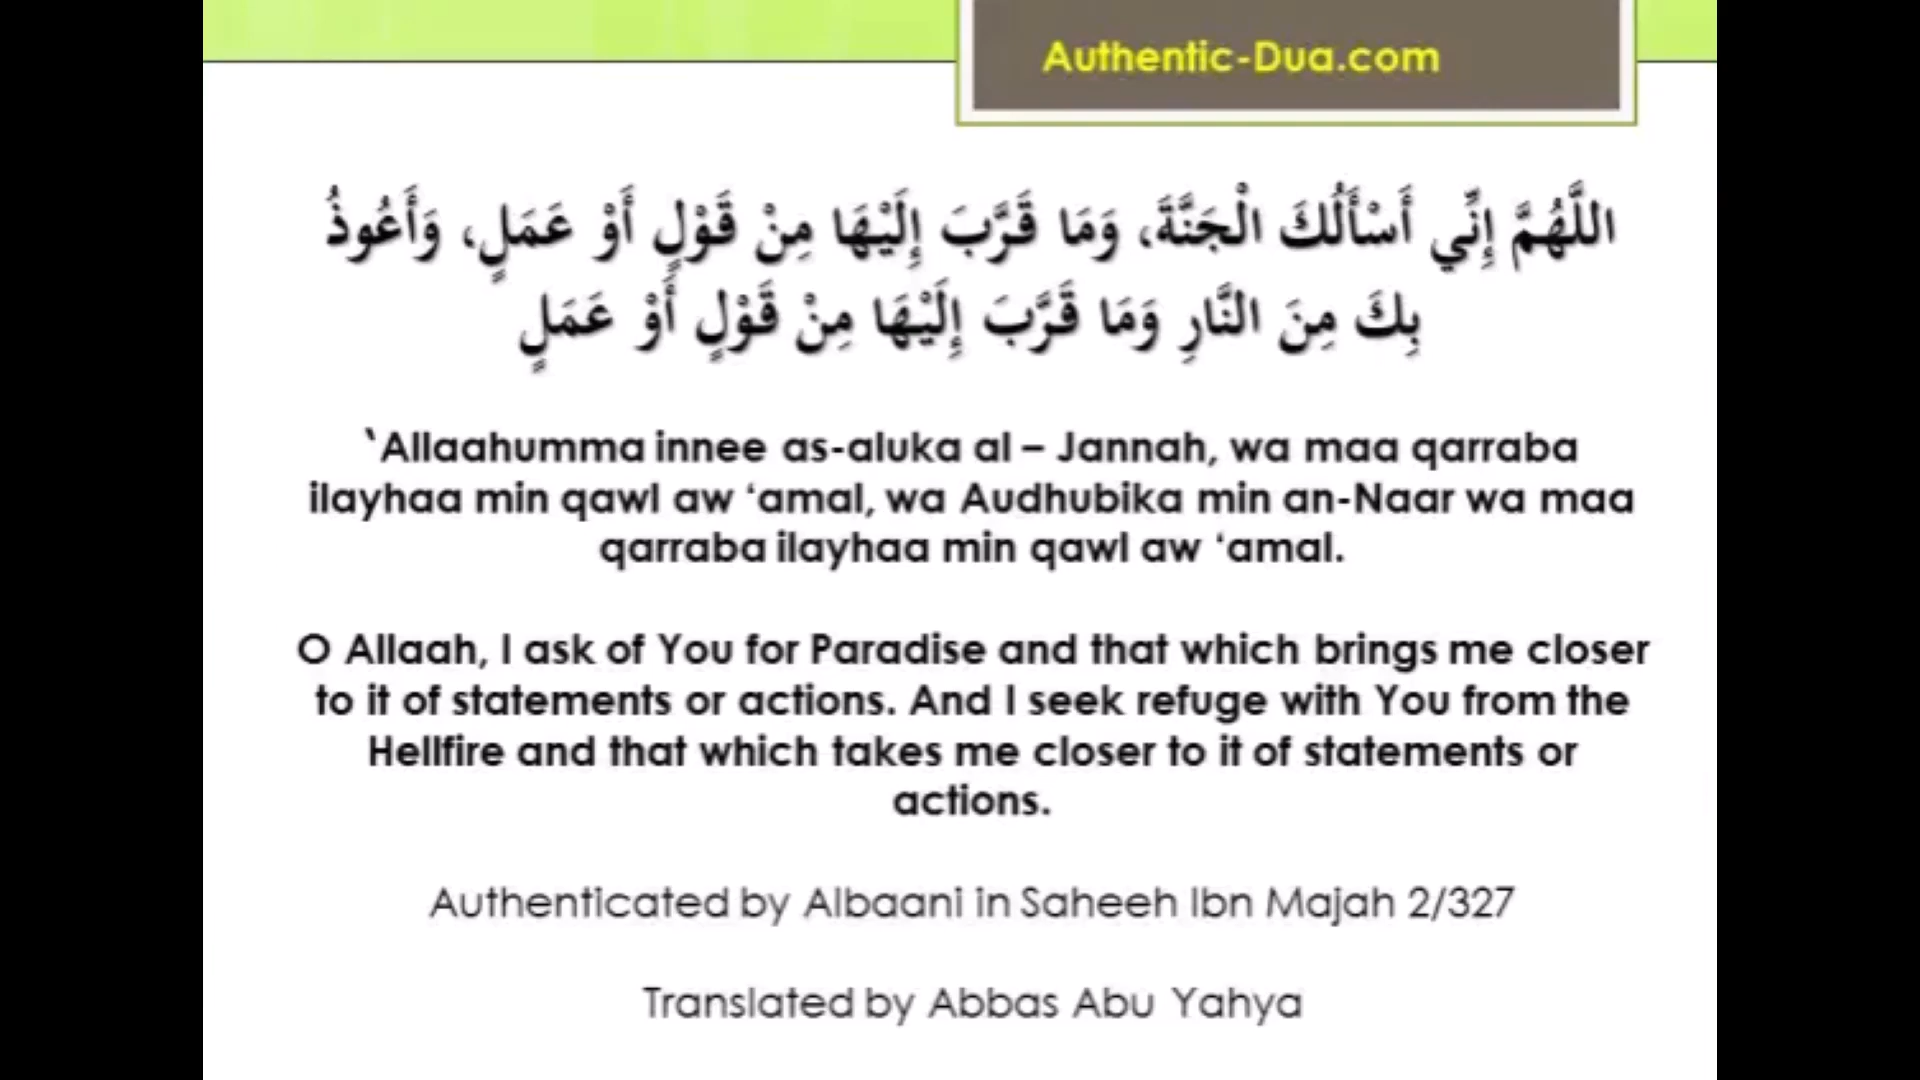 Authentic-Dua.com
اللَّهُمَّ إِنِّي أَسْأَلُكَ الْجَنَّةَ، وَمَا قَرَّبَ إِلَيْهَا مِنْ قَوْلٍ أَوْ عَمَلٍ، وَأَعُوذُ
بِكَ مِنَ النَّارِ وَمَا قَرَّبَ إِلَيْهَا مِنْ قَوْلٍ أَوْ عَمَلٍ
‛Allaahumma innee as-aluka al – Jannah, wa maa qarraba
ilayhaa min qawl aw ‘amal, wa Audhubika min an-Naar wa maa
qarraba ilayhaa min qawl aw ‘amal.
O Allaah, I ask of You for Paradise and that which brings me closer
to it of statements or actions. And I seek refuge with You from the
Hellfire and that which takes me closer to it of statements or
actions.
Authenticated by Albaani in Saheeh Ibn Majah 2/327
Translated by Abbas Abu Yahya